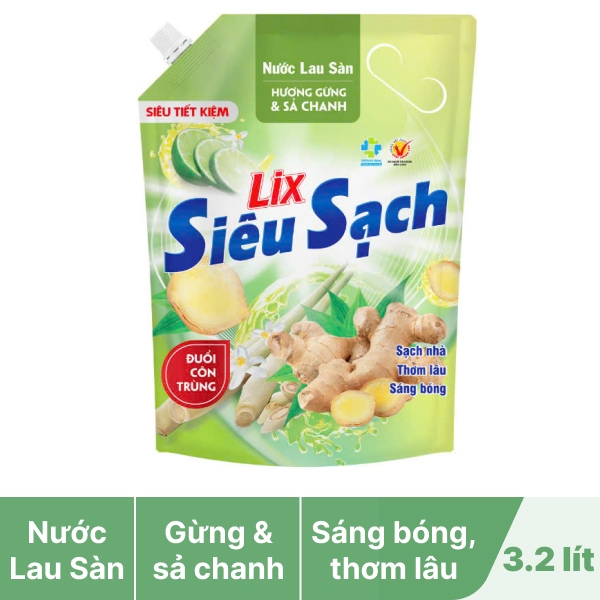 Nước Lau Sàn
HƯƠNG GỪNG
& SẢ CHANH
SIÊU TIẾT KIỆM
Lix
Siêu Sạch
ĐUỔI
CÔN
TRÙNG
Sạch nhà
Thơm lâu
Sáng bóng
Nước
Lau Sàn
Gừng &
sả chanh
Sáng bóng,
thơm lâu
3.2 lít